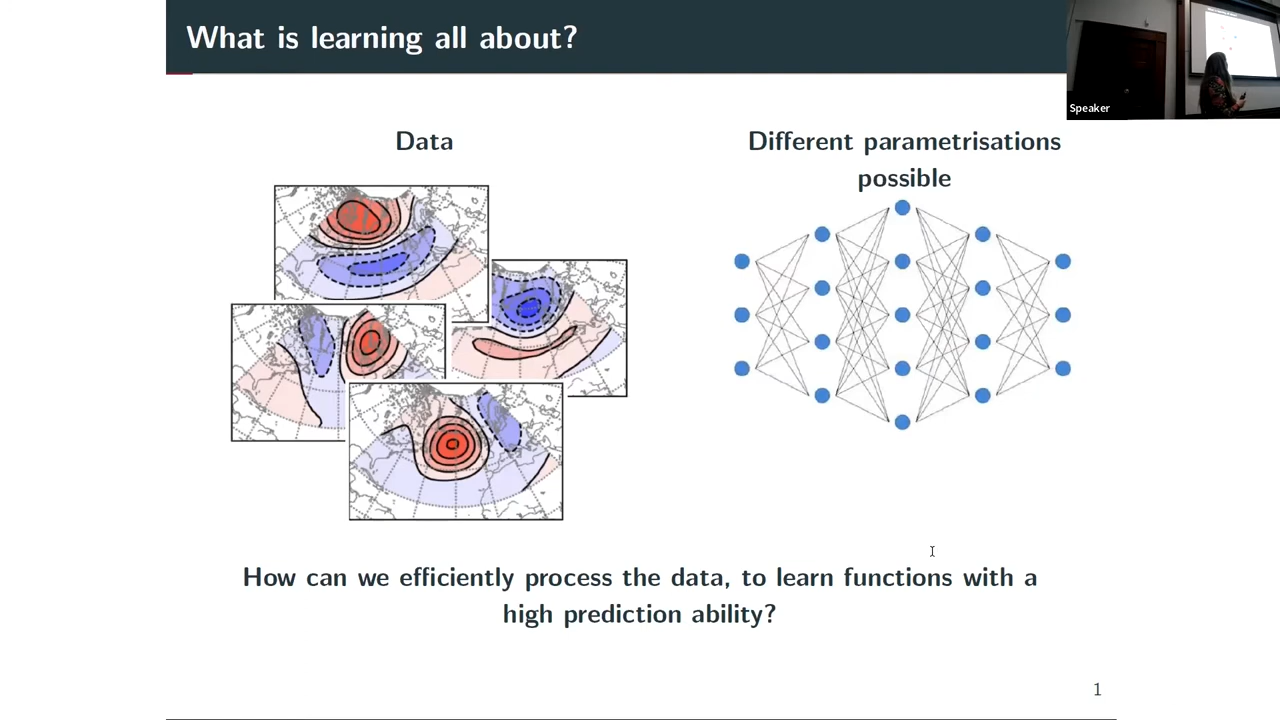 What is learning all about?
Speaker
Data
Different parametrisations
possible
How can we efficiently process the data, to learn functions with a
high prediction ability?
1